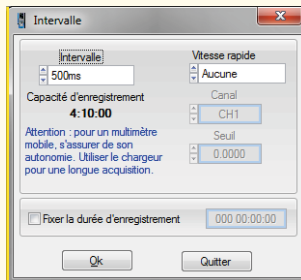 Intervalle
Intervalle
500ms
Capacité d'enregistrement
4:10:00
Attention : pour un multimètre
mobile, s'assurer de son
autonomie. Utiliser le chargeur
pour une longue acquisition.
Vitesse rapide
Aucune
Canal
CH1
Seuil
0.0000
Fixer la durée d'enregistrement
000 00:00:00
Ok
Quitter